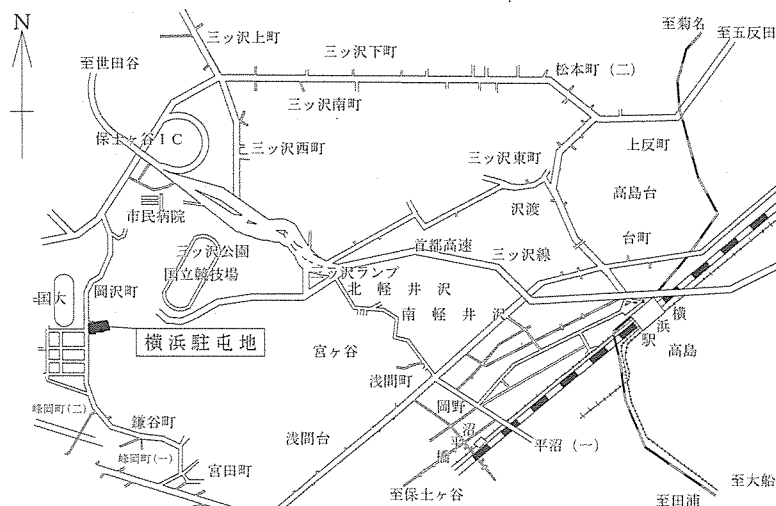 N
三ッ沢上町
三ッ沢下町
至菊名
至五反田
至世田谷
松本町(二)
三ッ沢南町
保土ヶ谷IC
三ッ沢西町
三ッ沢東町
上反町
沢渡
高島台
市民病院
台町
三ッ沢公園
国立競技場
首都高速
三ッ沢線
三ッ沢ランプ
岡沢町
国大
北軽井沢
南軽井沢
横浜駅
高島
横浜駐屯地
宮ヶ谷
浅間町
岡野
峰岡町(二)
鎌谷町
浅間台
平沼橋
平沼(一)
峰岡町(一)
宮田町
至保土ヶ谷
至大船
至田浦